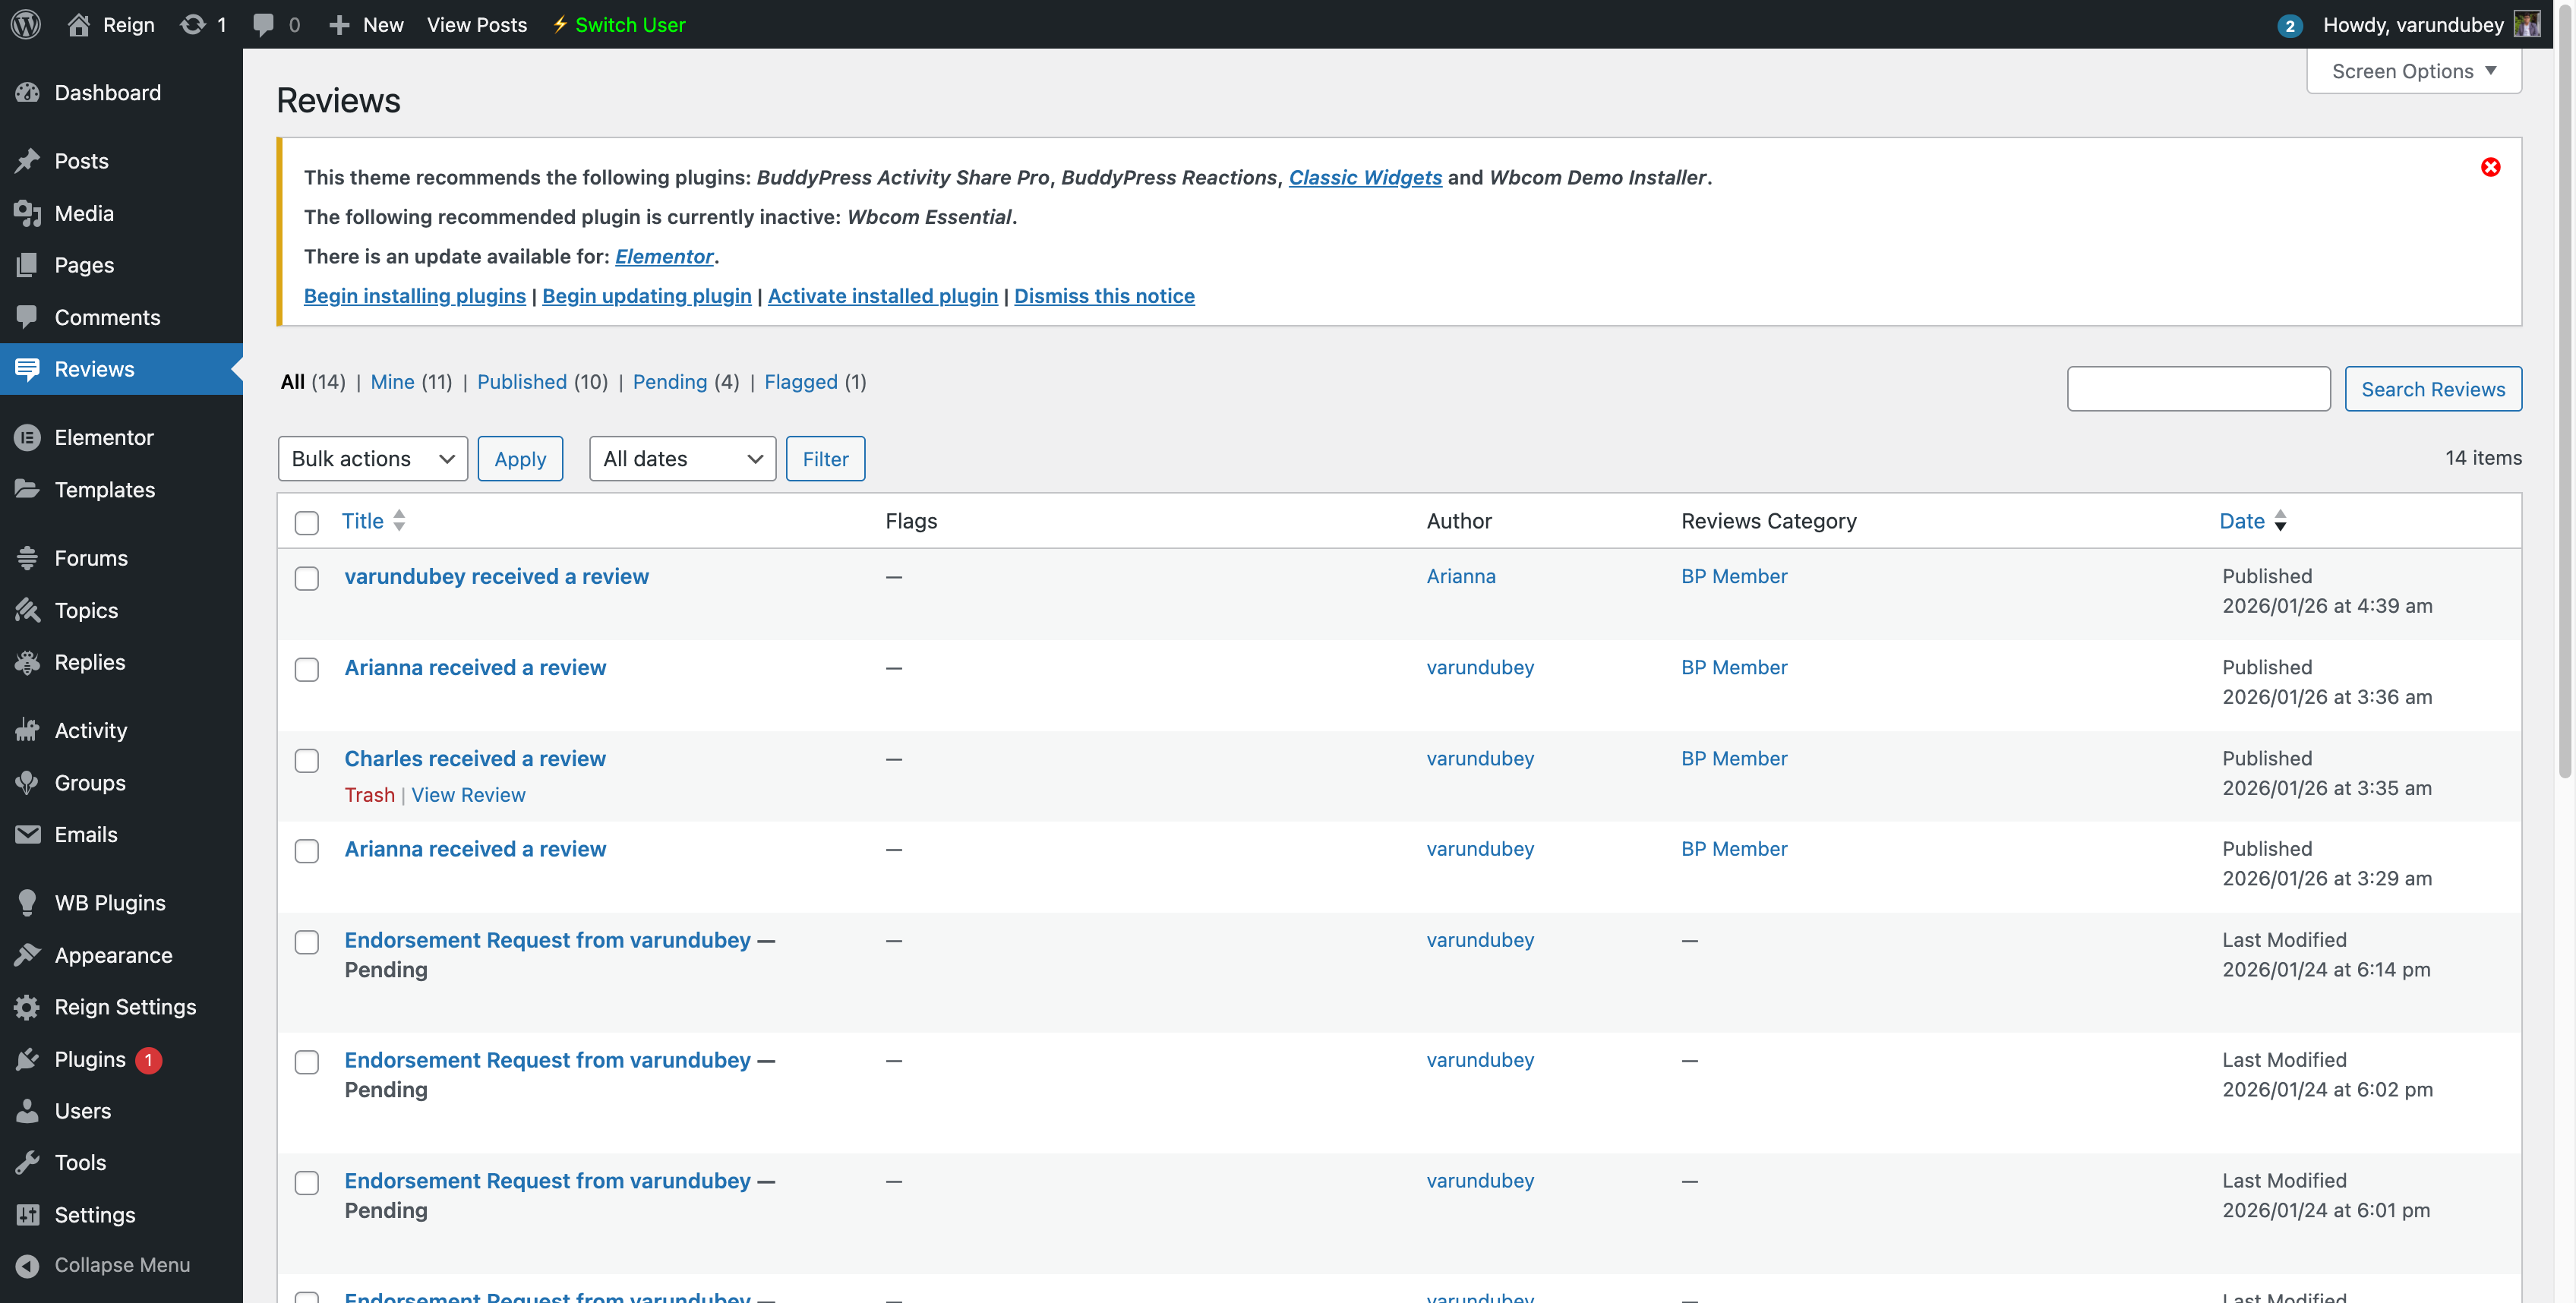 Reign 1 0 New View Posts ⚡ Switch User 2 Howdy, varundubey
Screen Options
Dashboard
Posts
Media
Pages
Comments
Reviews
Elementor
Templates
Forums
Topics
Replies
Activity
Groups
Emails
WB Plugins
Appearance
Reign Settings
Plugins 1
Users
Tools
Settings
Collapse Menu
Reviews
This theme recommends the following plugins: BuddyPress Activity Share Pro, BuddyPress Reactions, Classic Widgets and Wbcom Demo Installer.
The following recommended plugin is currently inactive: Wbcom Essential.
There is an update available for: Elementor.
Begin installing plugins | Begin updating plugin | Activate installed plugin | Dismiss this notice
All (14) | Mine (11) | Published (10) | Pending (4) | Flagged (1)
Search Reviews
Bulk actions Apply All dates Filter 14 items
Title Flags Author Reviews Category Date
varundubey received a review — Arianna BP Member Published
2026/01/26 at 4:39 am
Arianna received a review — varundubey BP Member Published
2026/01/26 at 3:36 am
Charles received a review — varundubey BP Member Published
Trash | View Review 2026/01/26 at 3:35 am
Arianna received a review — varundubey BP Member Published
2026/01/26 at 3:29 am
Endorsement Request from varundubey — — varundubey — Last Modified
Pending 2026/01/24 at 6:14 pm
Endorsement Request from varundubey — — varundubey — Last Modified
Pending 2026/01/24 at 6:02 pm
Endorsement Request from varundubey — — varundubey — Last Modified
Pending 2026/01/24 at 6:01 pm
Endorsement Request from varundubey — — varundubey — Last Modified